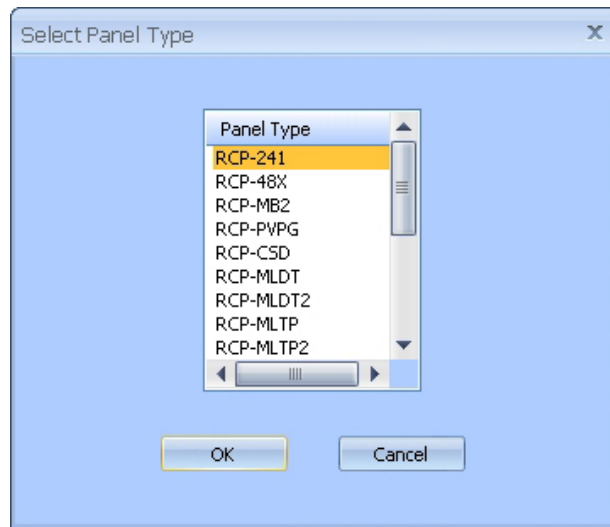 Select Panel Type
Panel Type
RCP-241
RCP-48X
RCP-MB2
RCP-PVPG
RCP-CSD
RCP-MLDT
RCP-MLDT2
RCP-MLTP
RCP-MLTP2
OK Cancel